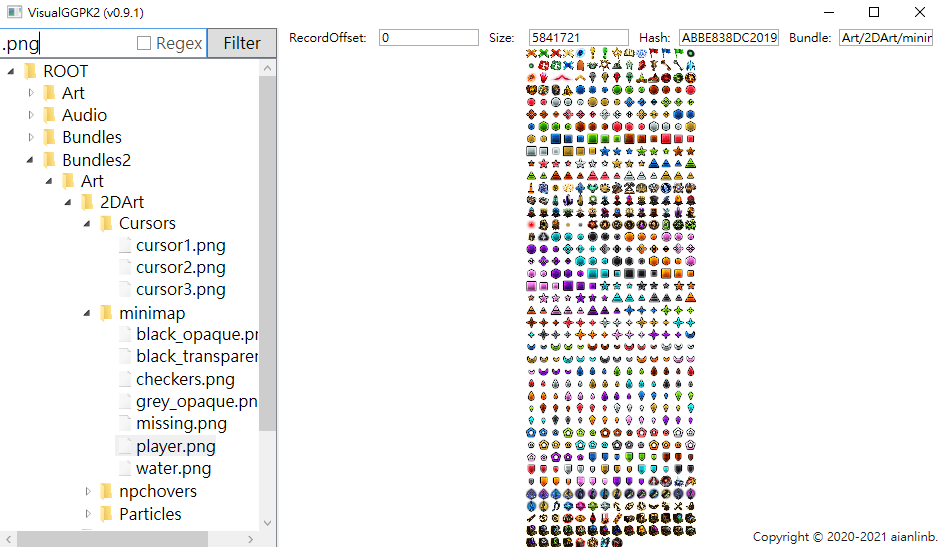 VisualGGPK2 (v0.9.1)
.png
Regex
Filter
RecordOffset: 0 Size: 5841721 Hash: ABBE838DC2019 Bundle: Art/2DArt/minir
ROOT
Art
Audio
Bundles
Bundles2
Art
2DArt
Cursors
cursor1.png
cursor2.png
cursor3.png
minimap
black_opaque.pr
black_transparer
checkers.png
grey_opaque.pn
missing.png
player.png
water.png
npchovers
Particles
Copyright © 2020-2021 aianlinb.